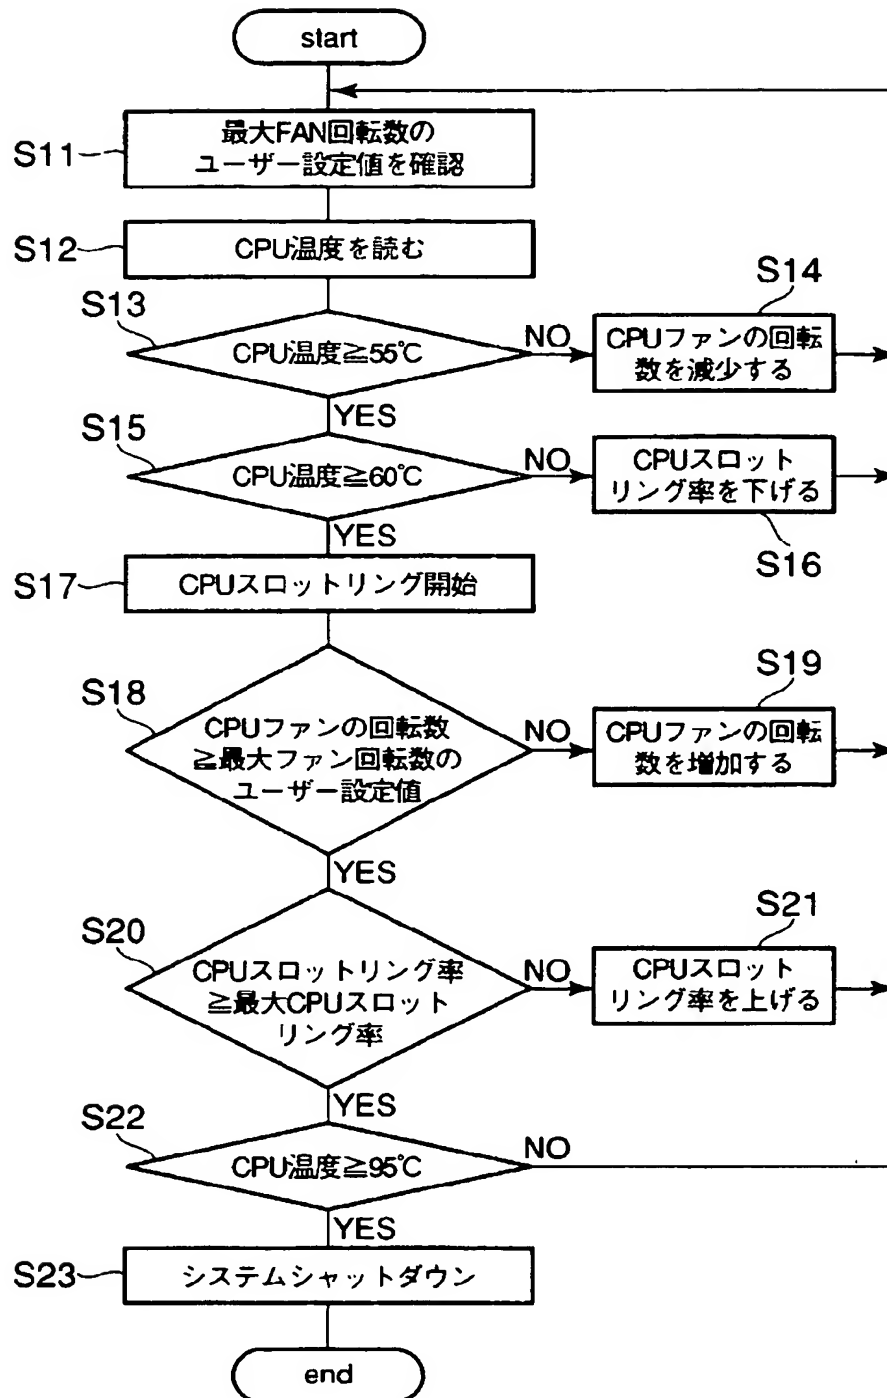 start
S11
最大FAN回転数の
ユーザー設定値を確認
S12
CPU温度を読む
S13
CPU温度≧55℃
NO
S14
CPUファンの回転
数を減少する
YES
S15
CPU温度≧60℃
NO
CPUスロット
リング率を下げる
S16
YES
S17
CPUスロットリング開始
S18
CPUファンの回転数
≧最大ファン回転数の
ユーザー設定値
NO
S19
CPUファンの回転
数を増加する
YES
S20
CPUスロットリング率
≧最大CPUスロット
リング率
NO
S21
CPUスロット
リング率を上げる
YES
S22
CPU温度≧95℃
NO
YES
S23
システムシャットダウン
end